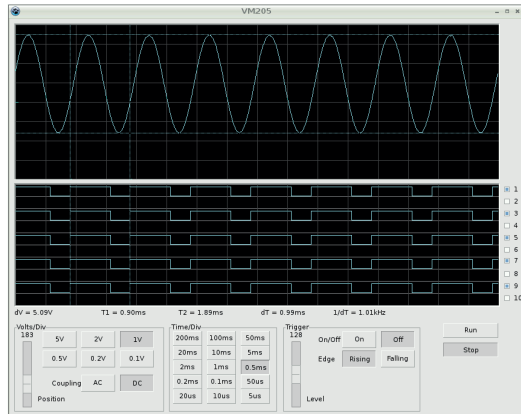 VM205
1
2
3
4
5
6
7
8
9
10
dV = 5.09V T1 = 0.90ms T2 = 1.89ms dT = 0.99ms 1/dT = 1.01kHz
Volts/Div Time/Div Trigger
183 5V 2V 1V 200ms 100ms 50ms 128 On/Off On Off Run
0.5V 0.2V 0.1V 20ms 10ms 5ms Edge Rising Falling Stop
2ms 1ms 0.5ms
Coupling AC DC 0.2ms 0.1ms 50us
Position 20us 10us 5us Level